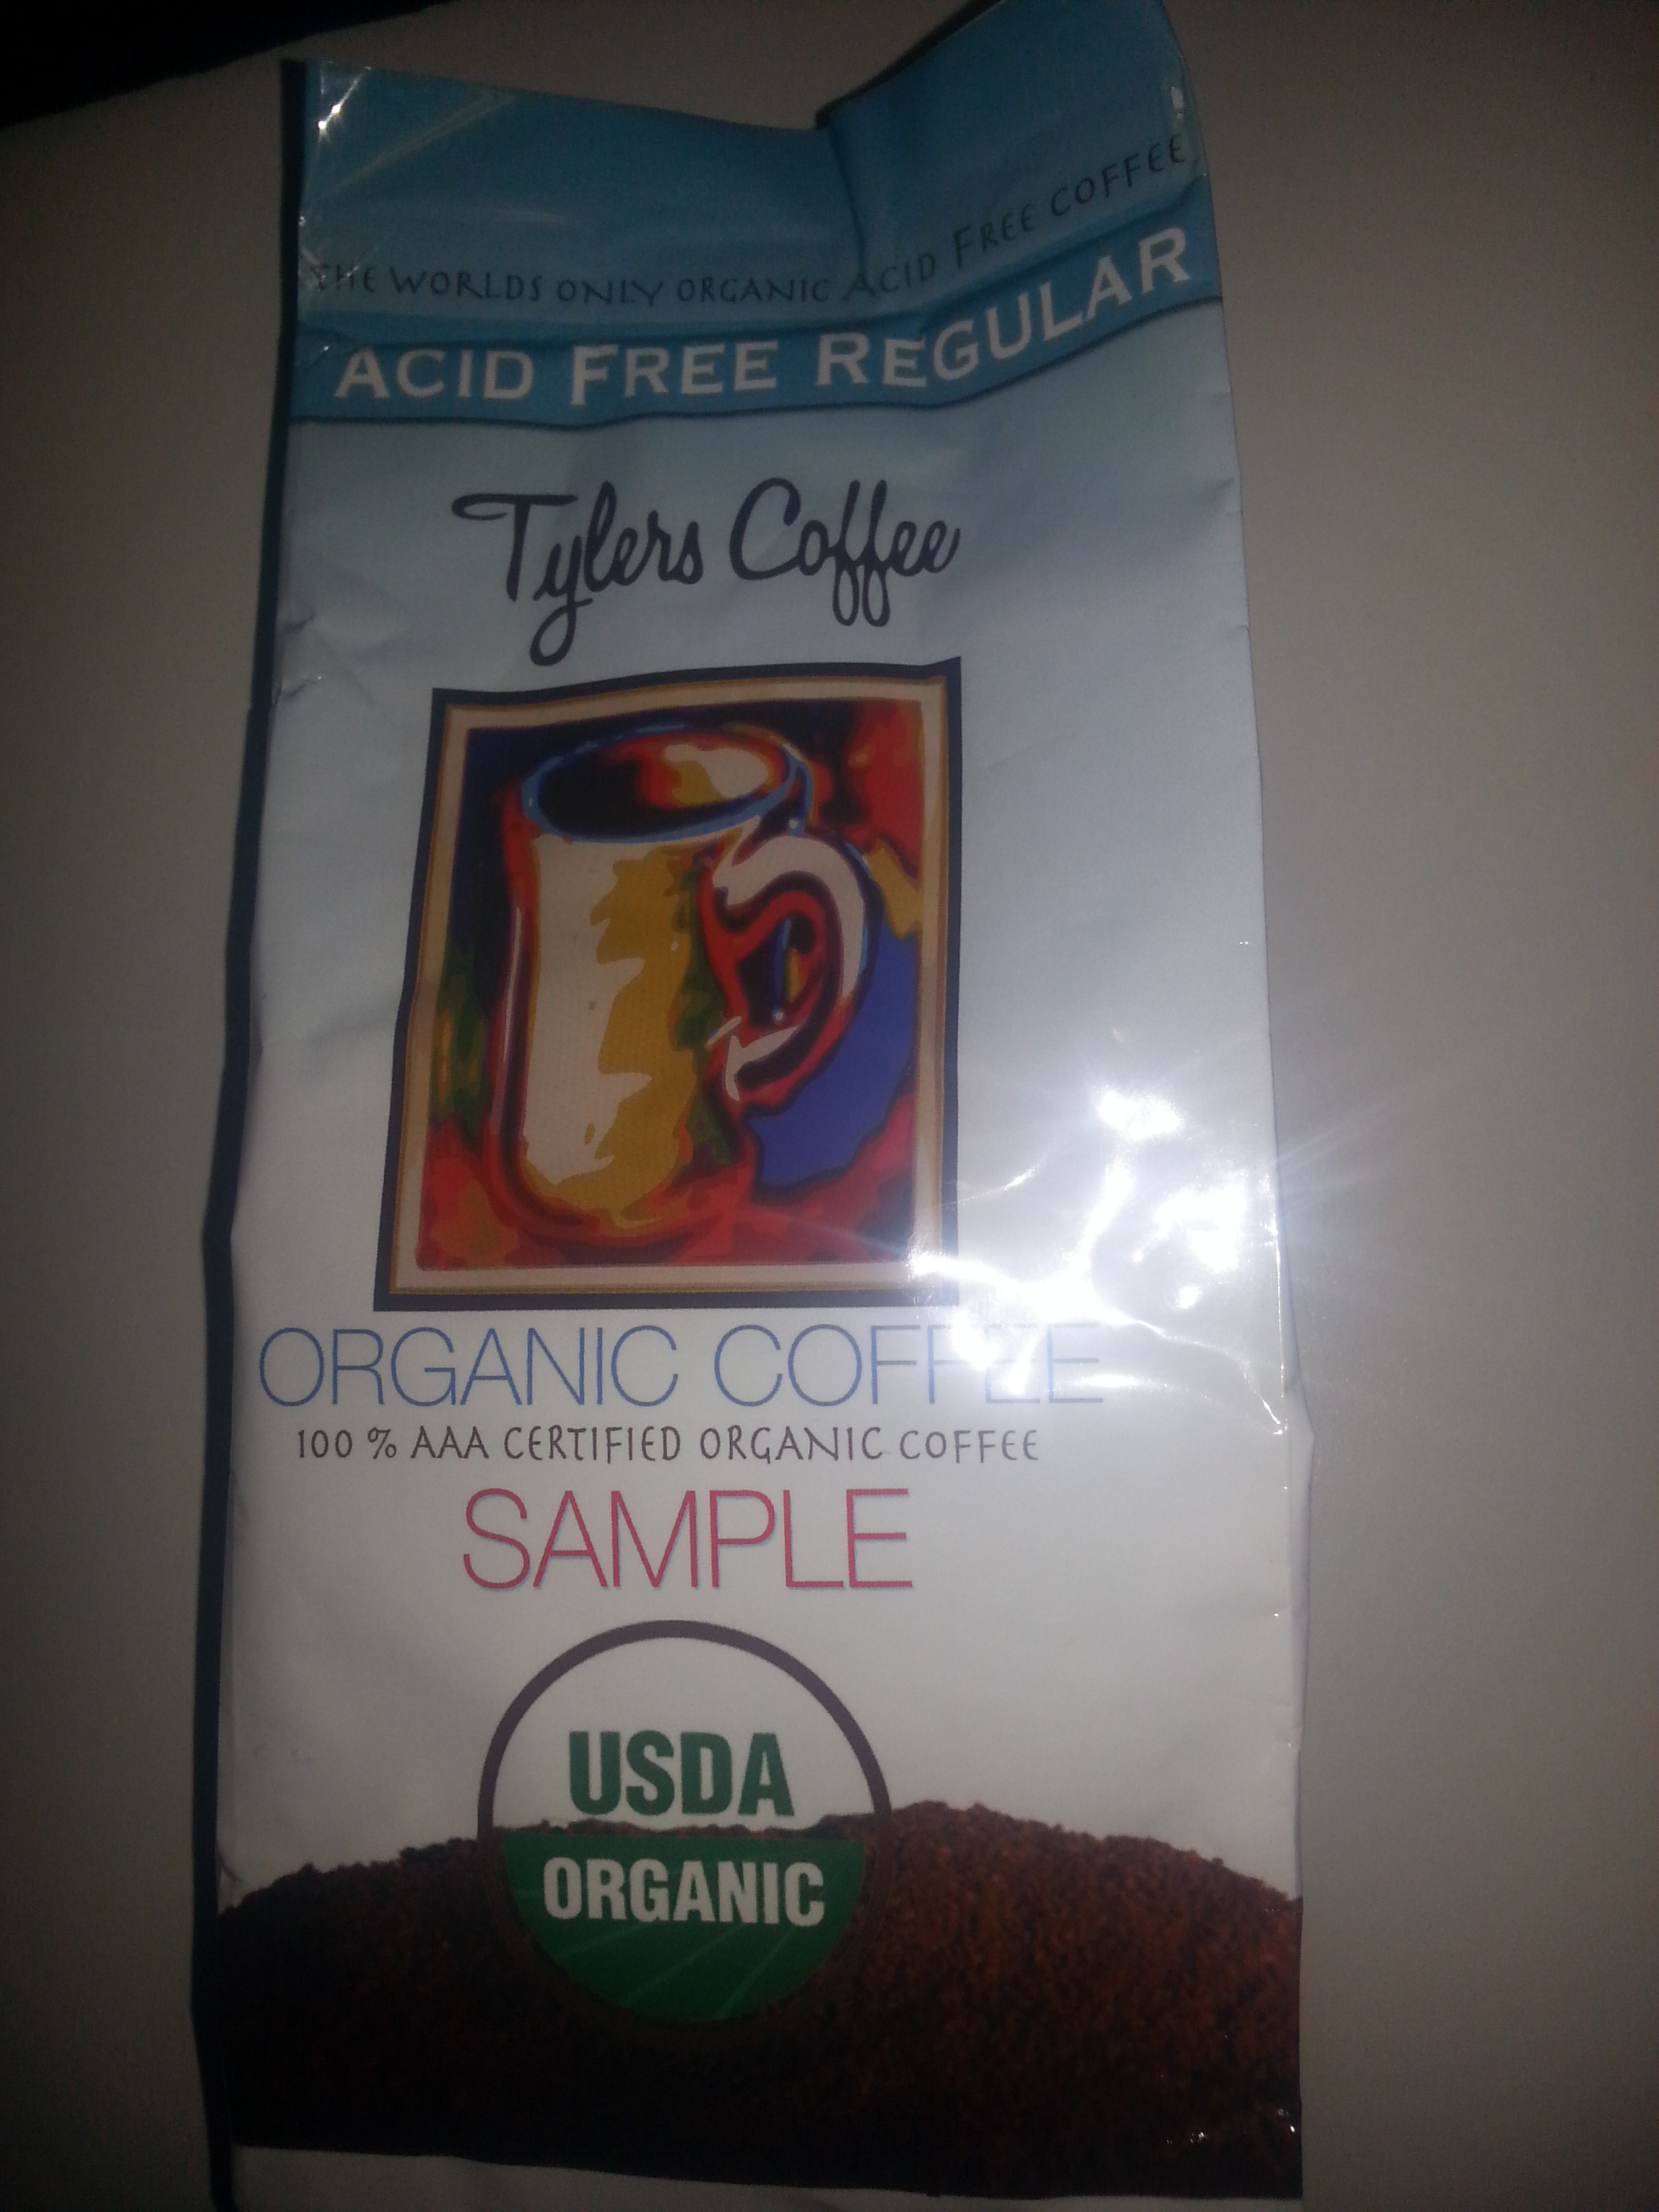 THE WORLDS ONLY ORGANIC ACID FREE COFFEE
ACID FREE REGULAR
Tylers Coffee
ORGANIC COFFEE
100 % AAA CERTIFIED ORGANIC COFFEE
SAMPLE
USDA
ORGANIC